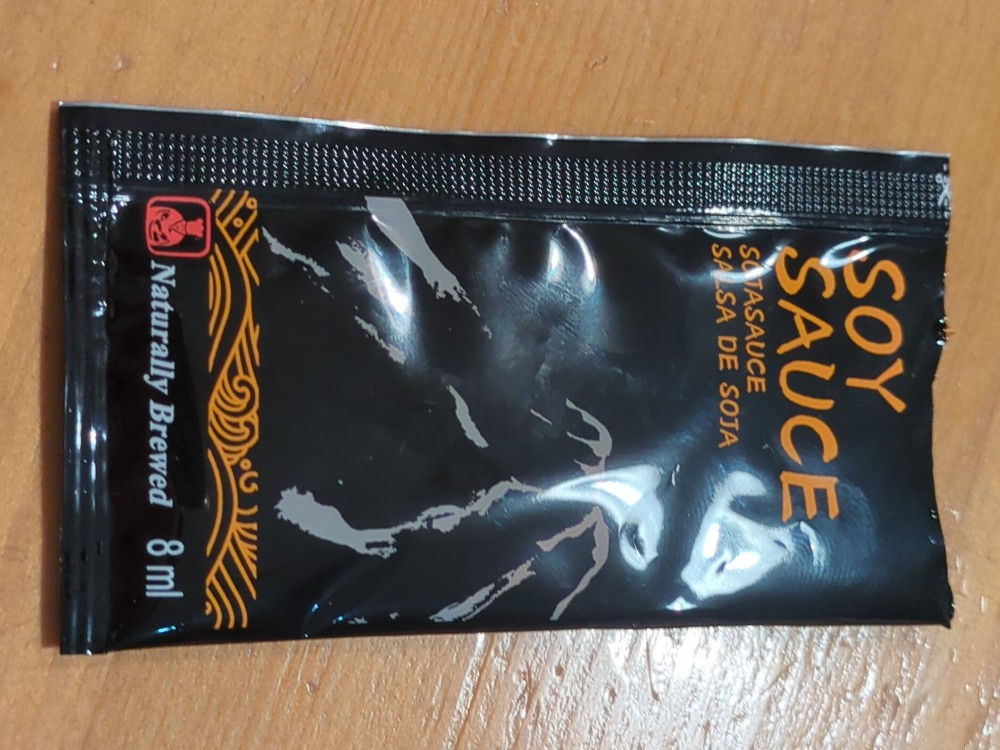 SOY
SAUCE
SOJASAUCE
SALSA DE SOJA
Naturally Brewed 8 ml